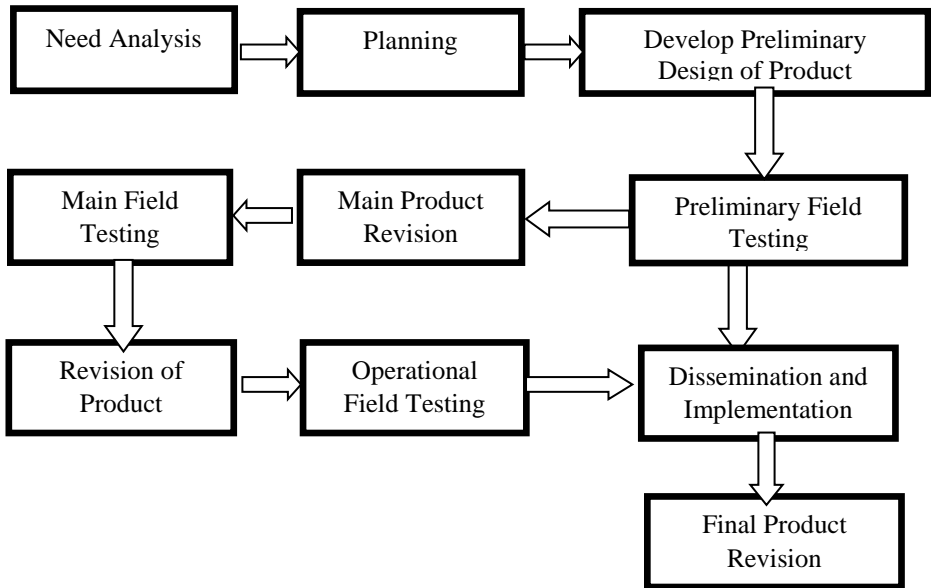 Need Analysis
Planning
Develop Preliminary
Design of Product
Main Field
Testing
Main Product
Revision
Preliminary Field
Testing
Revision of
Product
Operational
Field Testing
Dissemination and
Implementation
Final Product
Revision